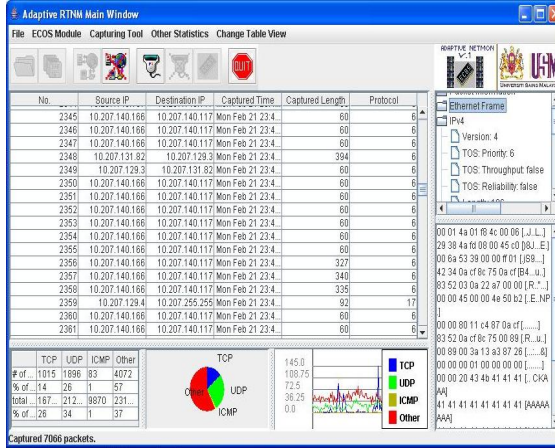 Adaptive RTNM Main Window
File ECOS Module Capturing Tool Other Statistics Change Table View
QUIT
ADAPTIVE NETMON
V.1
USM
UNIVERSITI SAINS MALAYSIA
No. Source IP Destination IP Captured Time Captured Length Protocol
2345 10.207.140.166 10.207.140.117 Mon Feb 21 23:4... 60 6
2346 10.207.140.166 10.207.140.117 Mon Feb 21 23:4... 60 6
2347 10.207.140.166 10.207.140.117 Mon Feb 21 23:4... 60 6
2348 10.207.131.82 10.207.129.3 Mon Feb 21 23:4... 394 6
2349 10.207.129.3 10.207.131.82 Mon Feb 21 23:4... 60 6
2350 10.207.140.166 10.207.140.117 Mon Feb 21 23:4... 60 6
2351 10.207.140.166 10.207.140.117 Mon Feb 21 23:4... 60 6
2352 10.207.140.166 10.207.140.117 Mon Feb 21 23:4... 60 6
2353 10.207.140.166 10.207.140.117 Mon Feb 21 23:4... 60 6
2354 10.207.140.166 10.207.140.117 Mon Feb 21 23:4... 60 6
2355 10.207.140.166 10.207.140.117 Mon Feb 21 23:4... 60 6
2356 10.207.140.166 10.207.140.117 Mon Feb 21 23:4... 327 6
2357 10.207.140.166 10.207.140.117 Mon Feb 21 23:4... 340 6
2358 10.207.140.166 10.207.140.117 Mon Feb 21 23:4... 335 6
2359 10.207.129.4 10.207.255.255 Mon Feb 21 23:4... 92 17
2360 10.207.140.166 10.207.140.117 Mon Feb 21 23:4... 60 6
2361 10.207.140.166 10.207.140.117 Mon Feb 21 23:4... 60 6
Ethernet Frame
IPv4
Version: 4
TOS: Priority: 6
TOS: Throughput: false
TOS: Reliability: false
00 01 4a 01 f8 4c 00 06 [..J..L.]
29 38 4a fd 08 00 45 c0 [)8J...E.]
00 6a 53 39 00 00 ff 01 [.jS9....]
42 34 0a cf 8c 75 0a cf [B4...u..]
83 52 03 0a 22 a7 00 00 [.R.."...]
00 00 45 00 00 4e 50 b2 [..E..NP
.]
00 00 80 11 c4 87 0a cf [........]
83 52 0a cf 8c 75 00 89 [.R...u..]
00 89 00 3a 13 a3 87 26 [...:...&]
00 00 00 01 00 00 00 00 [........]
00 00 20 43 4b 41 41 41 [.. CKA
AA]
41 41 41 41 41 41 41 41 [AAAAA
AAA]
TCP UDP ICMP Other
# of ... 1015 1896 83 4072
% of ... 14 26 1 57
total ... 167... 212... 9870 231...
% of ... 26 34 1 37
TCP
UDP
ICMP
Other
145.0
108.75
72.5
36.25
0.0
TCP
UDP
ICMP
Other
Captured 7066 packets.